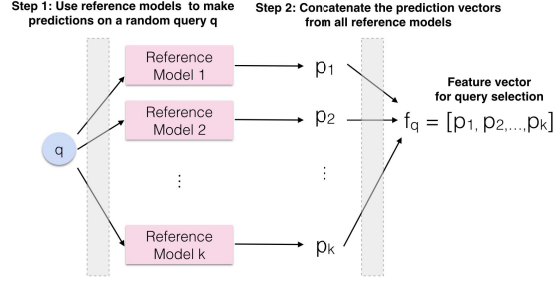 Step 1: Use reference models to make
predictions on a random query q
Step 2: Concatenate the prediction vectors
from all reference models
Reference
Model 1
p1
Feature vector
for query selection
Reference
Model 2
p2
fq = [p1, p2,...,pk]
q
⋮
⋮
Reference
Model k
pk